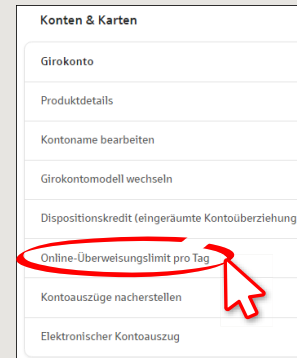 Konten & Karten
Girokonto
Produktdetails
Kontoname bearbeiten
Girokontomodell wechseln
Dispositionskredit (eingeräumte Kontoüberziehung
Online-Überweisungslimit pro Tag
Kontoauszüge nacherstellen
Elektronischer Kontoauszug